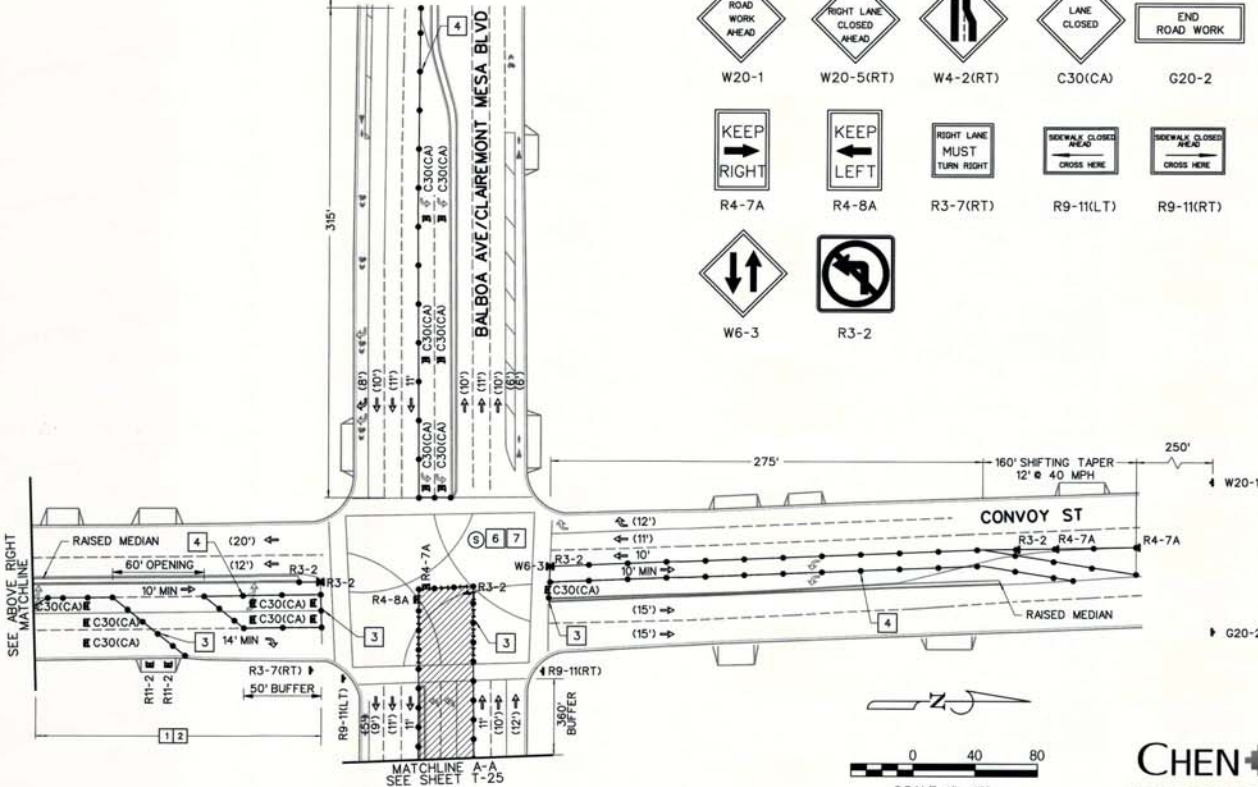 ROAD
WORK
AHEAD
W20-1
RIGHT LANE
CLOSED
AHEAD
W20-5(RT)
W4-2(RT)
LANE
CLOSED
C30(CA)
END
ROAD WORK
G20-2
KEEP
RIGHT
R4-7A
KEEP
LEFT
R4-8A
RIGHT LANE
MUST
TURN RIGHT
R3-7(RT)
SIDEWALK CLOSED
AHEAD
CROSS HERE
R9-11(LT)
SIDEWALK CLOSED
AHEAD
CROSS HERE
R9-11(RT)
W6-3
R3-2
4
315'
BALBOA AVE/CLAIREMONT MESA BLVD
C30(CA)
C30(CA)
C30(CA)
C30(CA)
C30(CA)
C30(CA)
(8')
(10')
(11')
11'
(10')
(11')
(10')
(6')
(6')
275'
160' SHIFTING TAPER
12' @ 40 MPH
250'
W20-1
CONVOY ST
(12')
(11')
10'
10' MIN
W6-3
R3-2
R3-2
R4-7A
R4-7A
C30(CA)
(15')
(15')
RAISED MEDIAN
3
4
G20-2
SEE ABOVE RIGHT
MATCHLINE
RAISED MEDIAN
4
(20')
60' OPENING
(12')
R3-2
R3-2
10' MIN
C30(CA)
C30(CA)
C30(CA)
C30(CA)
C30(CA)
3
3
14' MIN
R3-7(RT)
50' BUFFER
R11-2
R11-2
1 2
R9-11(LT)
S 6 7
R4-7A
R3-2
R4-8A
3
R9-11(RT)
360'
BUFFER
(9')
(11')
11'
11'
(10')
(12')
MATCHLINE A-A
SEE SHEET T-25
N
0 40 80
CHEN